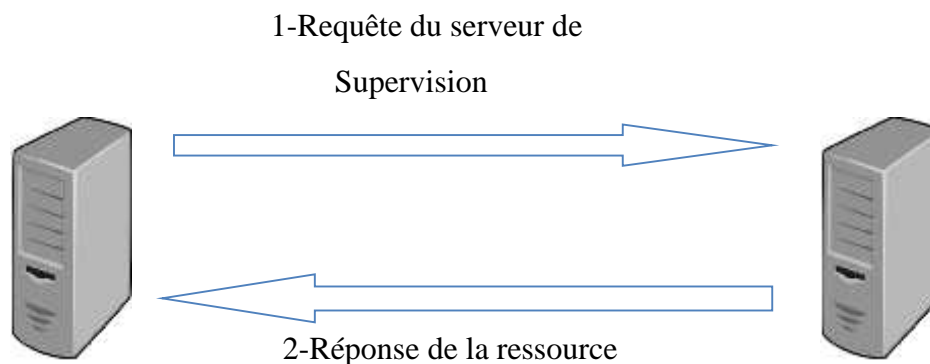 1-Requête du serveur de
Supervision
2-Réponse de la ressource